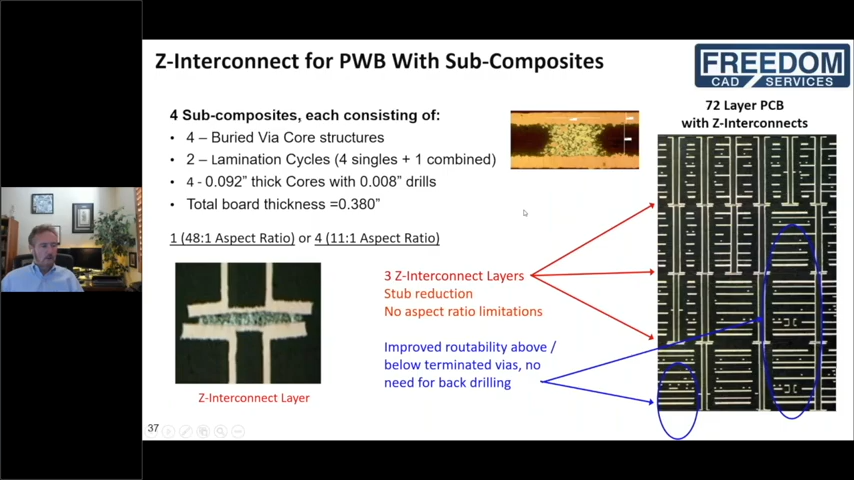 Z-Interconnect for PWB With Sub-Composites
FREEDOM
CAD SERVICES
4 Sub-composites, each consisting of:
• 4 – Buried Via Core structures
• 2 – Lamination Cycles (4 singles + 1 combined)
• 4 - 0.092” thick Cores with 0.008” drills
• Total board thickness =0.380”
1 (48:1 Aspect Ratio) or 4 (11:1 Aspect Ratio)
72 Layer PCB
with Z-Interconnects
3 Z-Interconnect Layers
Stub reduction
No aspect ratio limitations
Improved routability above /
below terminated vias, no
need for back drilling
Z-Interconnect Layer
37